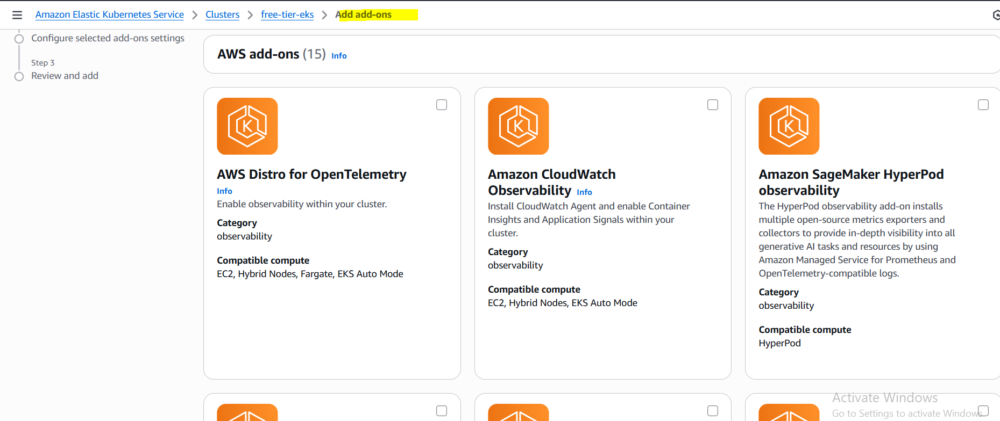 Amazon Elastic Kubernetes Service > Clusters > free-tier-eks > Add add-ons
Configure selected add-ons settings
Step 3
Review and add
AWS add-ons (15) Info
AWS Distro for OpenTelemetry
Info
Enable observability within your cluster.
Category
observability
Compatible compute
EC2, Hybrid Nodes, Fargate, EKS Auto Mode
Amazon CloudWatch
Observability Info
Install CloudWatch Agent and enable Container
Insights and Application Signals within your
cluster.
Category
observability
Compatible compute
EC2, Hybrid Nodes, EKS Auto Mode
Amazon SageMaker HyperPod
observability
The HyperPod observability add-on installs
multiple open-source metrics exporters and
collectors to provide in-depth visibility into all
generative AI tasks and resources by using
Amazon Managed Service for Prometheus and
OpenTelemetry-compatible logs.
Category
observability
Compatible compute
HyperPod
K
K
K
Activate Windows
Go to Settings to activate Windows.